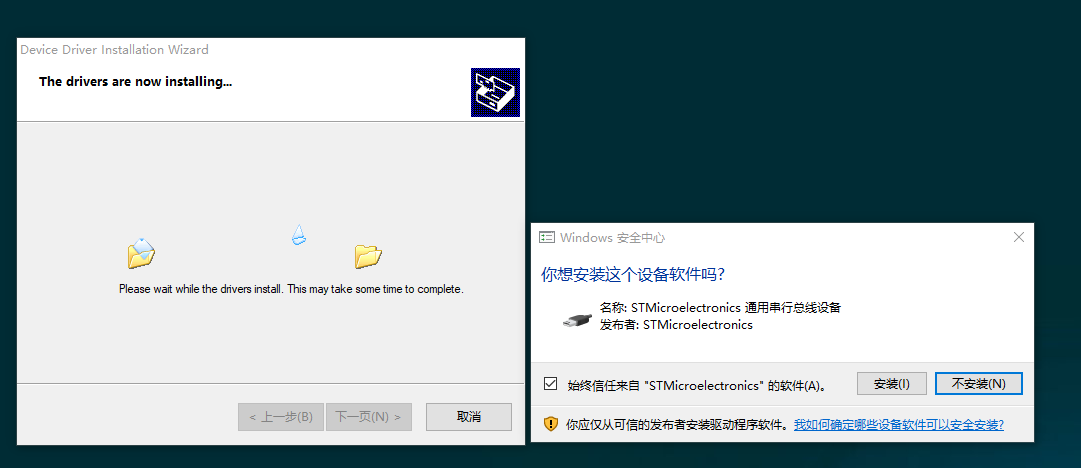 Device Driver Installation Wizard
The drivers are now installing...
Please wait while the drivers install. This may take some time to complete.
< 上一步(B)
下一页(N) >
取消
Windows 安全中心
你想安装这个设备软件吗?
名称: STMicroelectronics 通用串行总线设备
发布者: STMicroelectronics
始终信任来自 "STMicroelectronics" 的软件(A)。
安装(I)
不安装(N)
你应仅从可信的发布者安装驱动程序软件。我如何确定哪些设备软件可以安全安装?